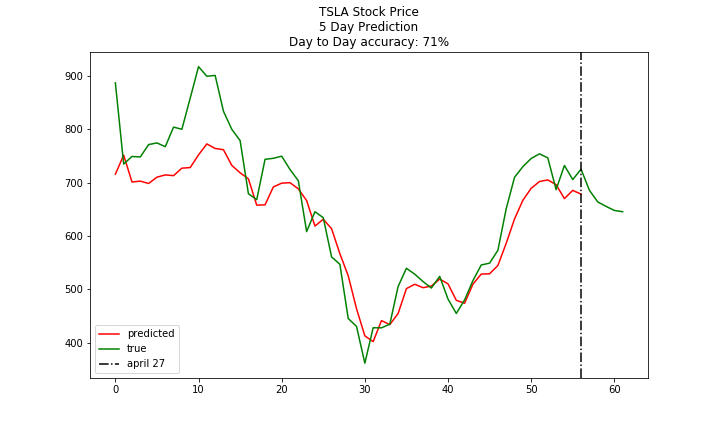 TSLA Stock Price
5 Day Prediction
Day to Day accuracy: 71%
900
800
700
600
500
400
predicted
true
april 27
0 10 20 30 40 50 60